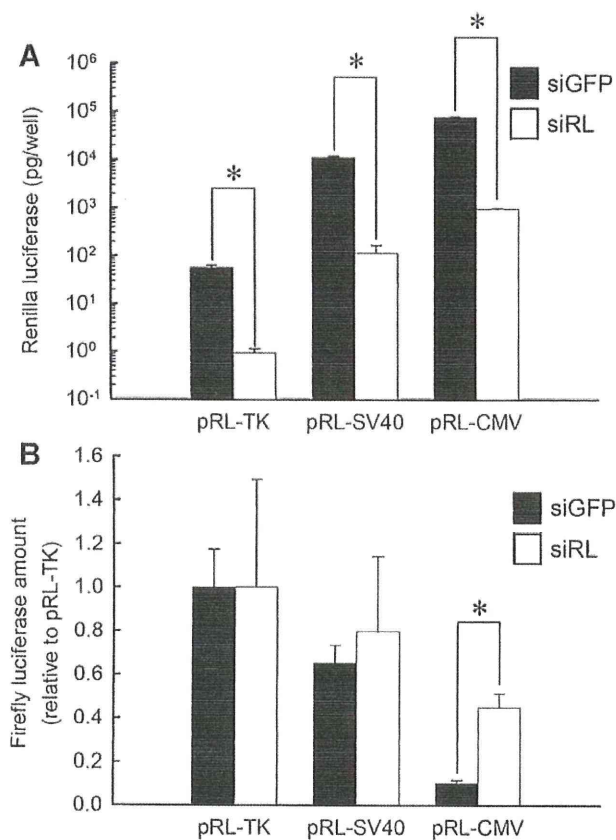 A
Renilla luciferase (pg/well)
10⁶
10⁵
10⁴
10³
10²
10¹
10⁰
10⁻¹
*
*
*
siGFP
siRL
pRL-TK
pRL-SV40
pRL-CMV
B
Firefly luciferase amount
(relative to pRL-TK)
1.6
1.4
1.2
1.0
0.8
0.6
0.4
0.2
0.0
siGFP
siRL
*
pRL-TK
pRL-SV40
pRL-CMV